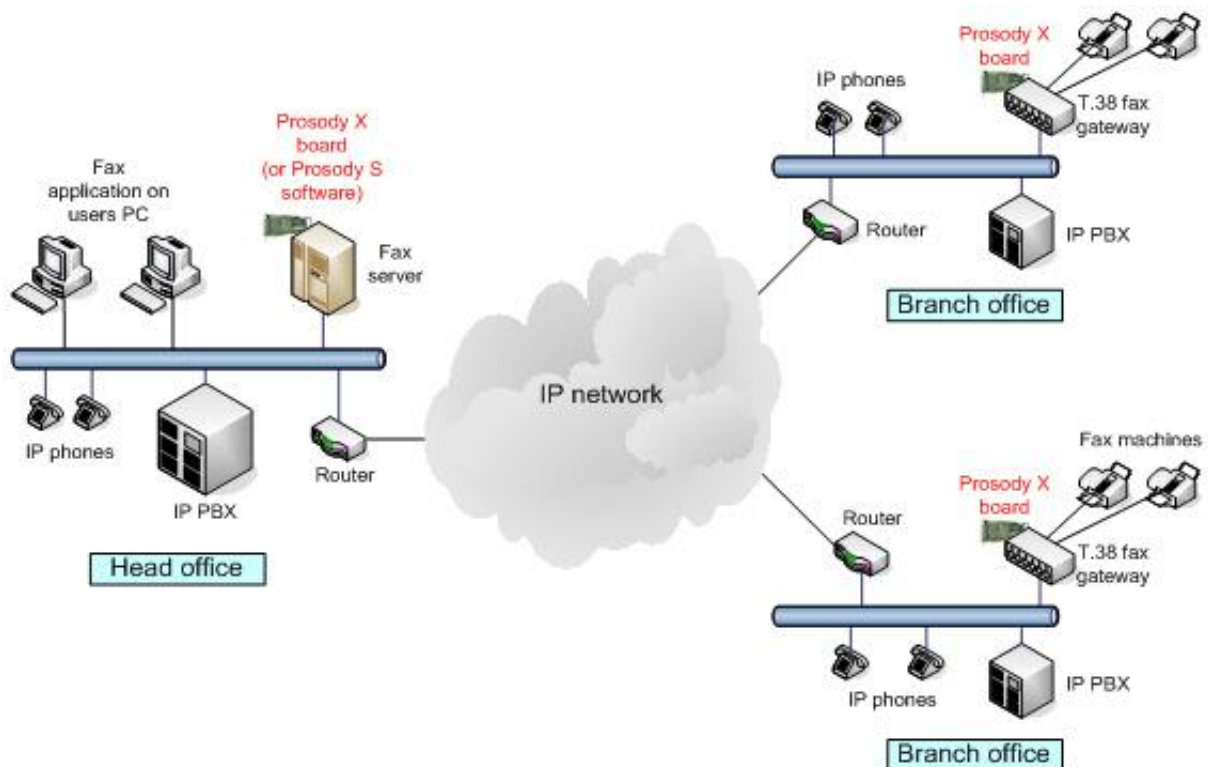 Prosody X
board
(or Prosody S
software)
Fax
application on
users PC
Fax
server
IP phones
IP PBX
Router
Head office
IP network
Prosody X
board
IP phones
T.38 fax
gateway
Router
IP PBX
Branch office
Fax machines
Prosody X
board
Router
T.38 fax
gateway
IP phones
IP PBX
Branch office